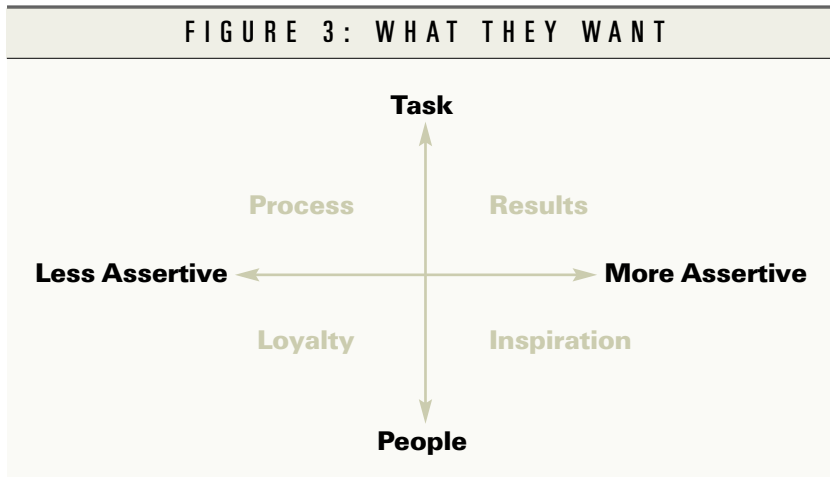 FIGURE 3: WHAT THEY WANT
Task
Process Results
Less Assertive More Assertive
Loyalty Inspiration
People